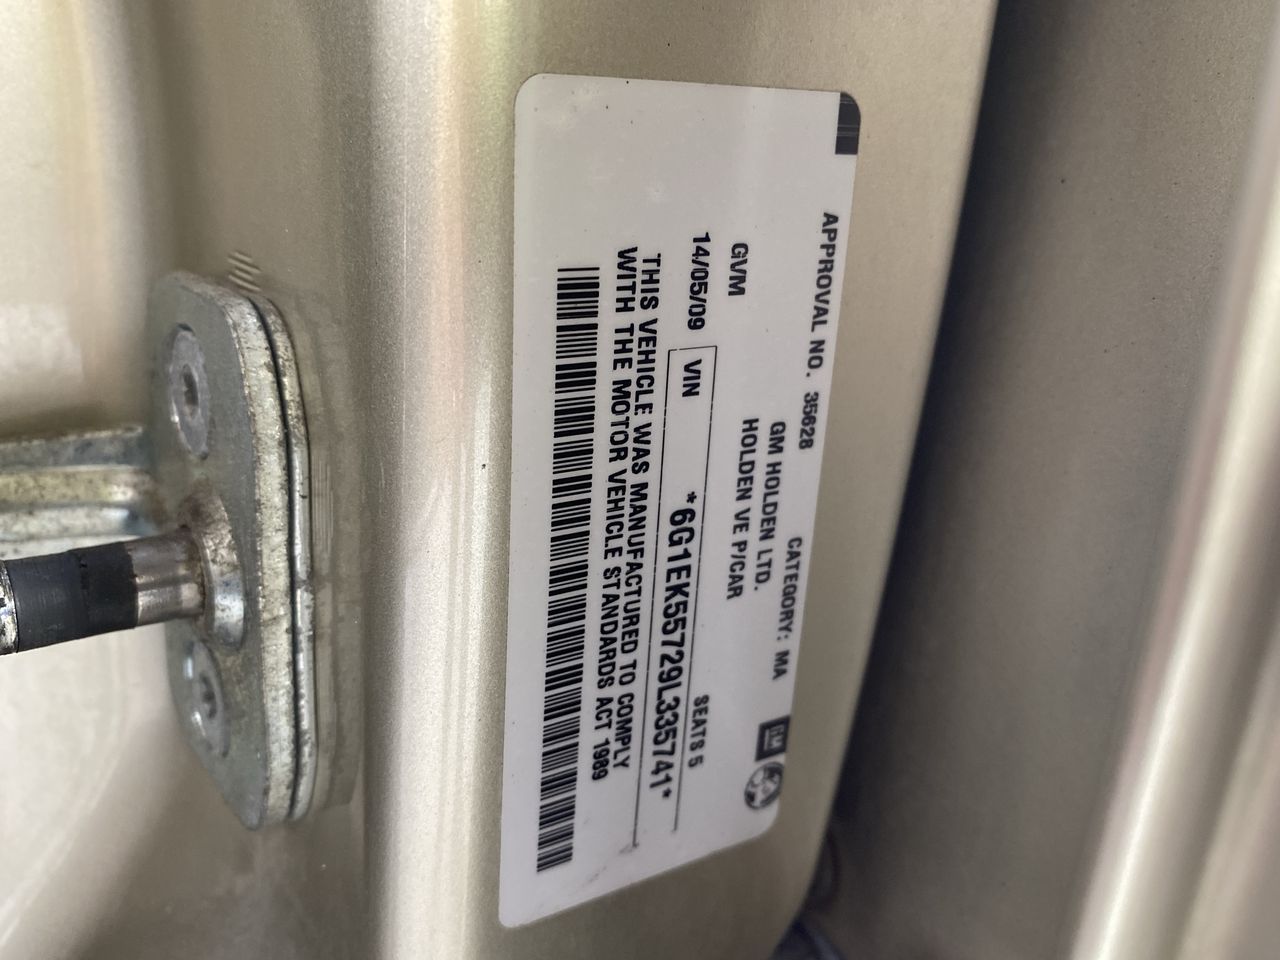 APPROVAL NO. 35628 CATEGORY: MA
GM
GM HOLDEN LTD.
HOLDEN VE P/CAR
GVM SEATS 5
14/05/09 VIN *6G1EK55729L335741*
THIS VEHICLE WAS MANUFACTURED TO COMPLY
WITH THE MOTOR VEHICLE STANDARDS ACT 1989